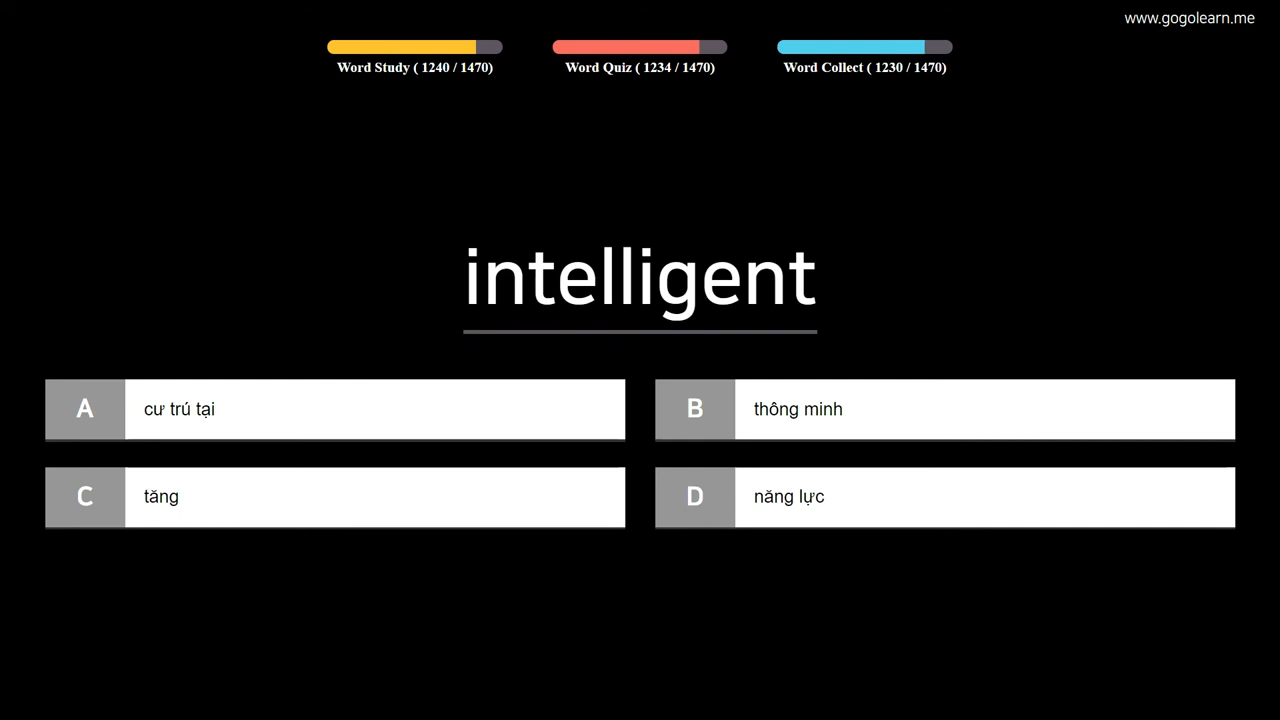 www.gogolearn.me
Word Study ( 1240 / 1470)
Word Quiz ( 1234 / 1470)
Word Collect ( 1230 / 1470)
intelligent
A cư trú tại
B thông minh
C tăng
D năng lực